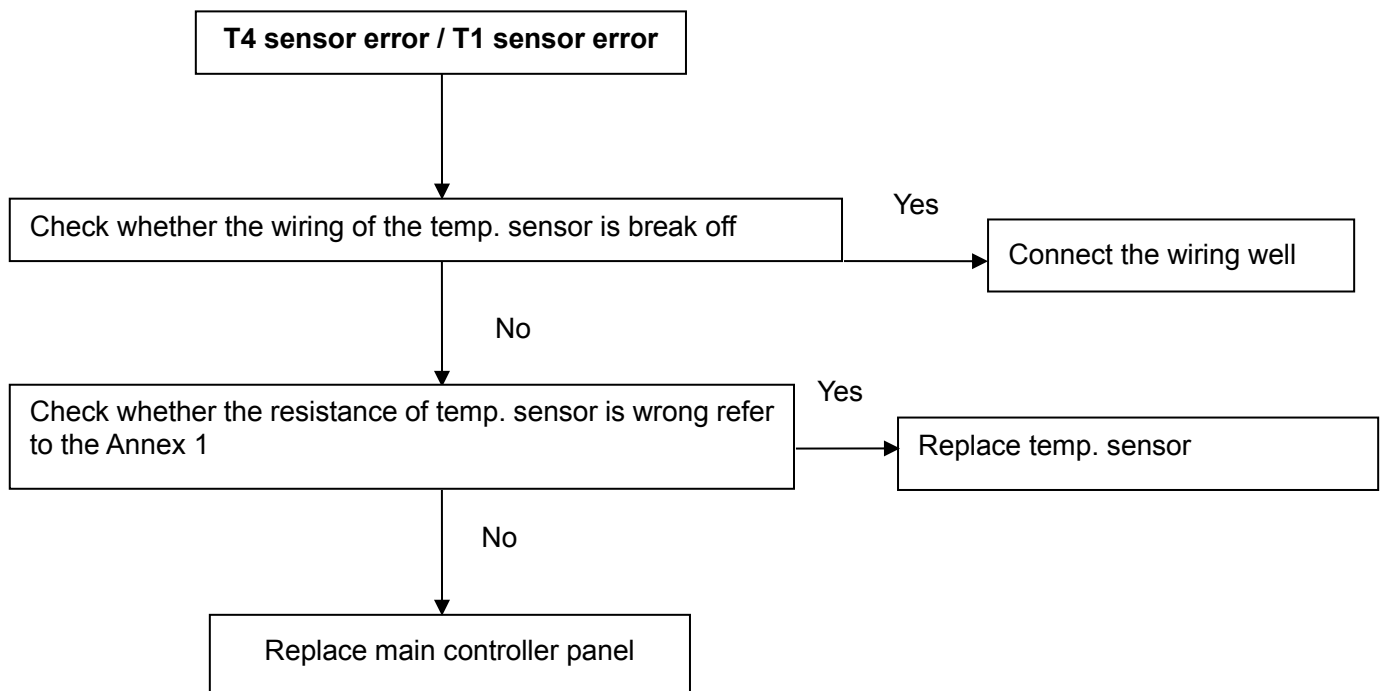 T4 sensor error / T1 sensor error
Check whether the wiring of the temp. sensor is break off
Yes
Connect the wiring well
No
Check whether the resistance of temp. sensor is wrong refer
to the Annex 1
Yes
Replace temp. sensor
No
Replace main controller panel